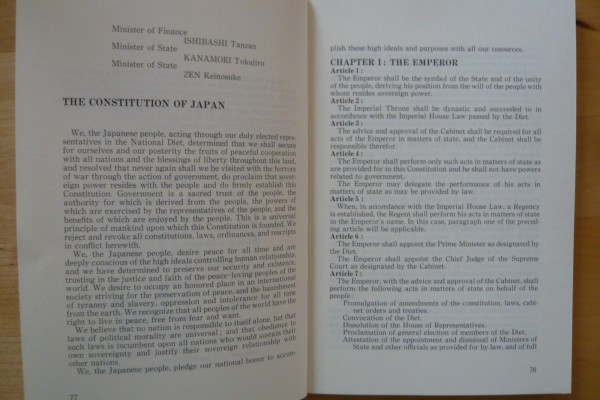 Minister of Finance
ISHIBASHI Tanzan
Minister of State
KANAMORI Tokujiro
Minister of State
ZEN Keinosuke
THE CONSTITUTION OF JAPAN
We, the Japanese people, acting through our duly elected repre-
sentatives in the National Diet, determined that we shall secure
for ourselves and our posterity the fruits of peaceful cooperation
with all nations and the blessings of liberty throughout this land,
and resolved that never again shall we be visited with the horrors
of war through the action of government, do proclaim that sove-
reign power resides with the people and do firmly establish this
Constitution. Government is a sacred trust of the people, the
authority for which is derived from the people, the powers of
which are exercised by the representatives of the people, and the
benefits of which are enjoyed by the people. This is a universal
principle of mankind upon which this Constitution is founded. We
reject and revoke all constitutions, laws, ordinances, and rescripts
in conflict herewith.
We, the Japanese people, desire peace for all time and are
deeply conscious of the high ideals controlling human relationship,
and we have determined to preserve our security and existence,
trusting in the justice and faith of the peace-loving peoples of the
world. We desire to occupy an honored place in an international
society striving for the preservation of peace, and the banishment
of tyranny and slavery, oppression and intolerance for all time
from the earth. We recognize that all peoples of the world have the
right to live in peace, free from fear and want.
We believe that no nation is responsible to itself alone, but that
laws of political morality are universal; and that obedience to
such laws is incumbent upon all nations who would sustain their
own sovereignty and justify their sovereign relationship with
other nations.
We, the Japanese people, pledge our national honor to accom-
77
plish these high ideals and purposes with all our resources.
CHAPTER 1: THE EMPEROR
Article 1:
The Emperor shall be the symbol of the State and of the unity
of the people, deriving his position from the will of the people with
whom resides sovereign power.
Article 2:
The Imperial Throne shall be dynastic and succeeded to in
accordance with the Imperial House Law passed by the Diet.
Article 3:
The advice and approval of the Cabinet shall be required for all
acts of the Emperor in matters of state, and the Cabinet shall be
responsible therefor.
Article 4:
The Emperor shall perform only such acts in matters of state as
are provided for in this Constitution and he shall not have powers
related to government.
The Emperor may delegate the performance of his acts in
matters of state as may be provided by law.
Article 5:
When, in accordance with the Imperial House Law, a Regency
is established, the Regent shall perform his acts in matters of state
in the Emperor's name. In this case, paragraph one of the preced-
ing article will be applicable.
Article 6:
The Emperor shall appoint the Prime Minister as designated by
the Diet.
The Emperor shall appoint the Chief Judge of the Supreme
Court as designated by the Cabinet.
Article 7:
The Emperor, with the advice and approval of the Cabinet, shall
perform the following acts in matters of state on behalf of the
people:
Promulgation of amendments of the constitution, laws, cabi-
net orders and treaties.
Convocation of the Diet.
Dissolution of the House of Representatives.
Proclamation of general election of members of the Diet.
Attestation of the appointment and dismissal of Ministers of
State and other officials as provided for by law, and of full
76